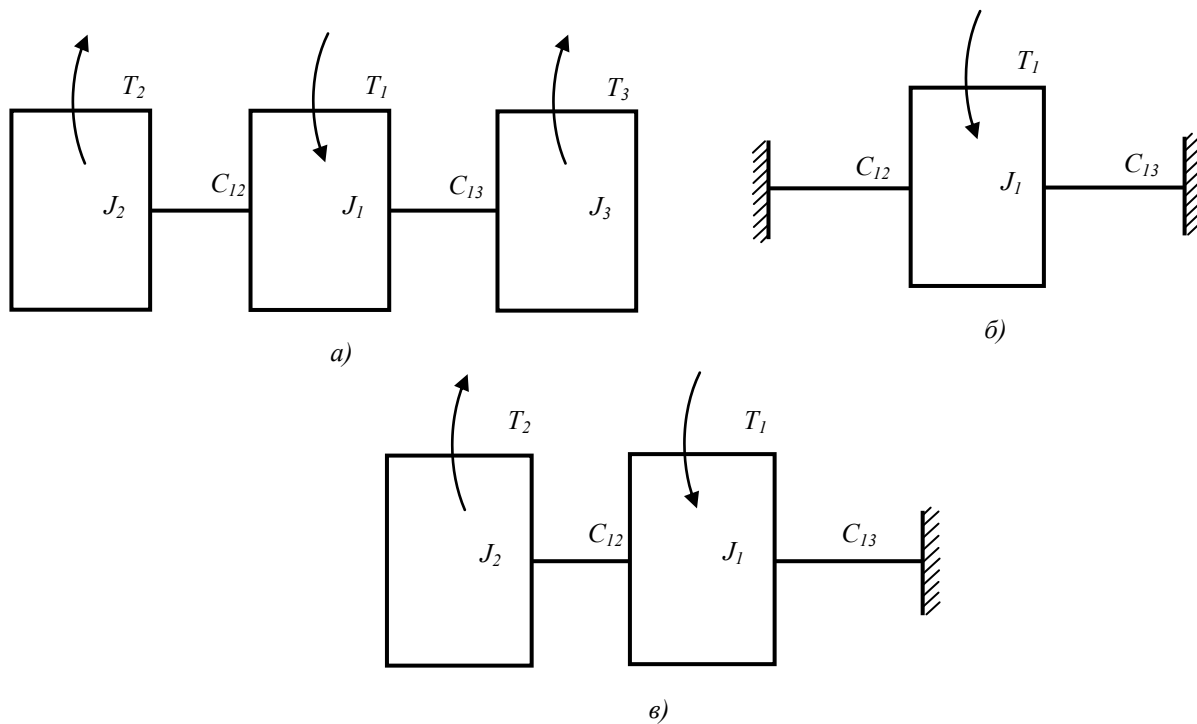 T₂ T₁ T₃
C₁₂ C₁₃
J₂ J₁ J₃
а)
T₁
C₁₂ C₁₃
J₁
б)
T₂ T₁
C₁₂ C₁₃
J₂ J₁
в)